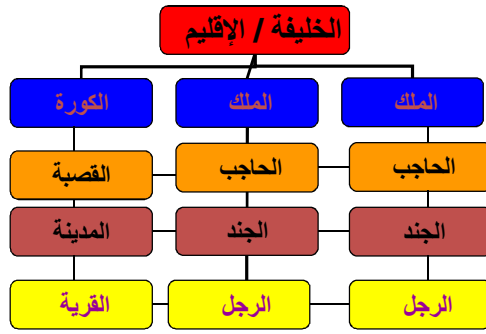 الخليفة / الإقليم
الملك
الملك
الكورة
الحاجب
الحاجب
القصبة
الجند
الجند
المدينة
الرجل
الرجل
القرية